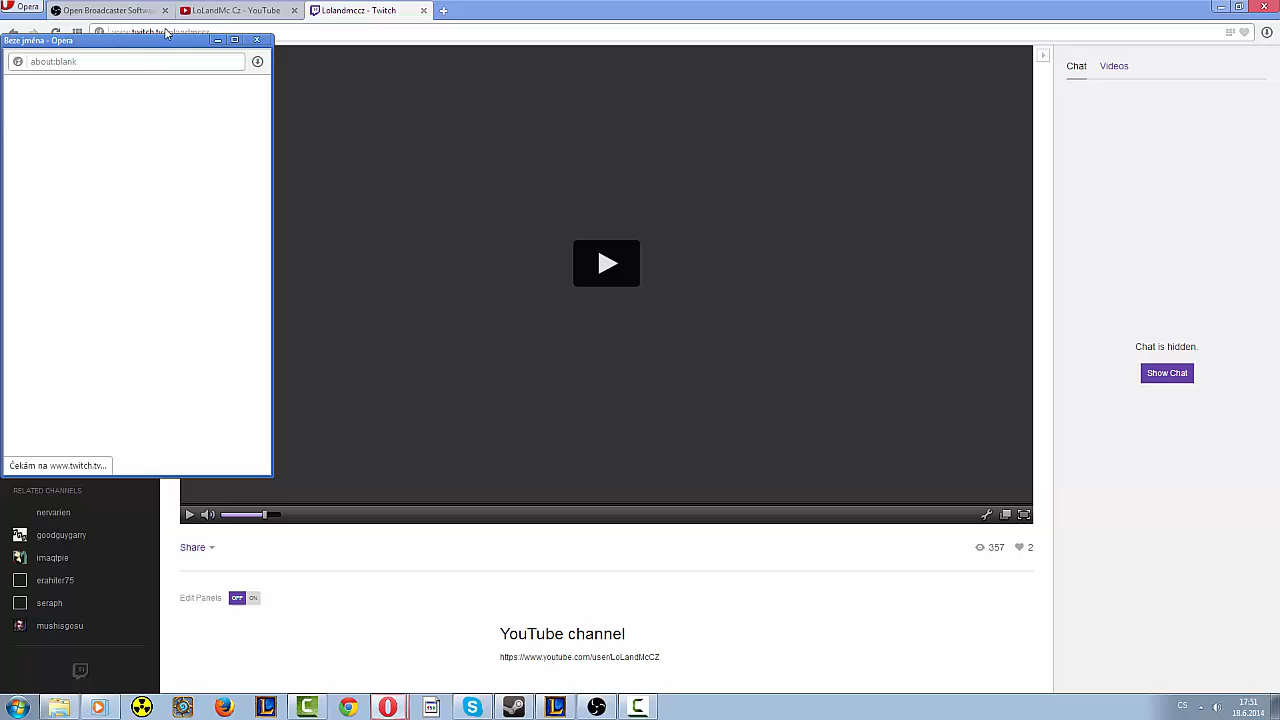 Opera
Open Broadcaster Softwa
LoLandMc Cz - YouTube
Lolandmccz - Twitch
Beze jména - Opera
about:blank
Chat
Videos
Chat is hidden.
Show Chat
Čekám na www.twitch.tv...
RELATED CHANNELS
nervarien
goodguygarry
imaqtpie
erahiler75
seraph
mushisgosu
Share
357
2
Edit Panels
OFF
ON
YouTube channel
https://www.youtube.com/user/LoLandMcCZ
CS
17:51
18.6.2014